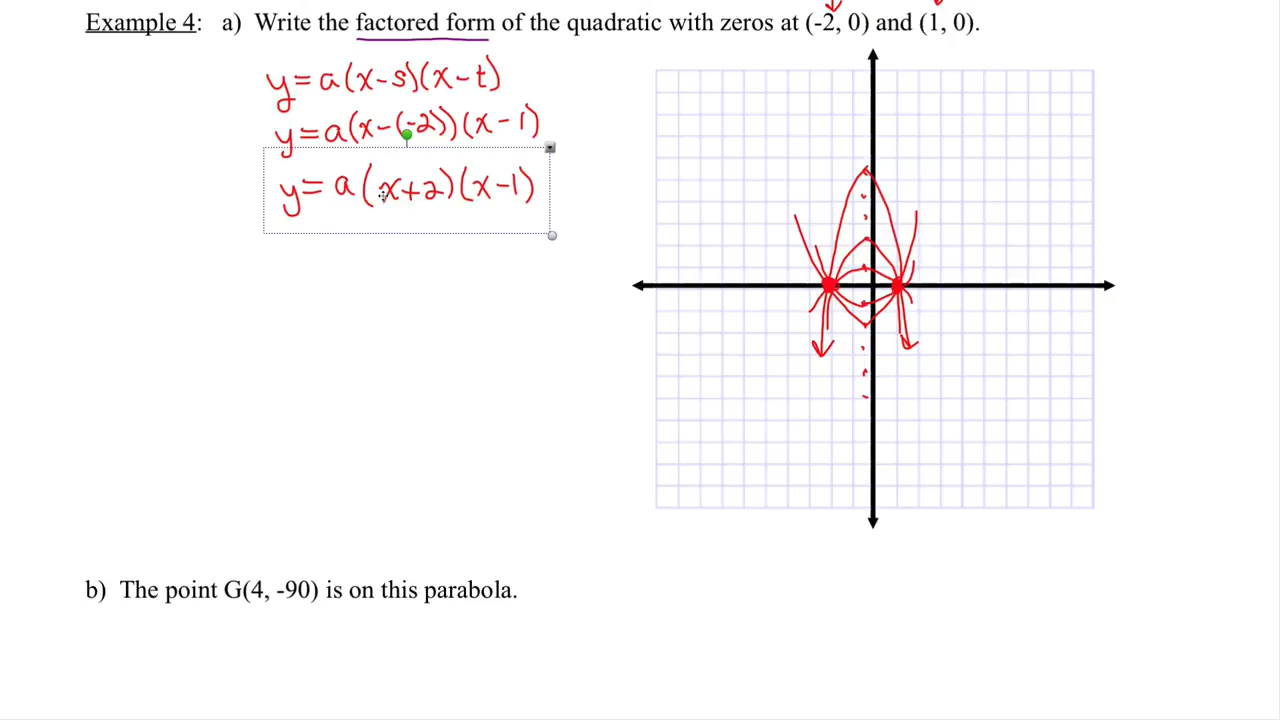 Example 4: a) Write the factored form of the quadratic with zeros at (-2, 0) and (1, 0).
y = a(x-s)(x-t)
y = a(x-(-2))(x-1)
y = a(x+2)(x-1)
b) The point G(4, -90) is on this parabola.